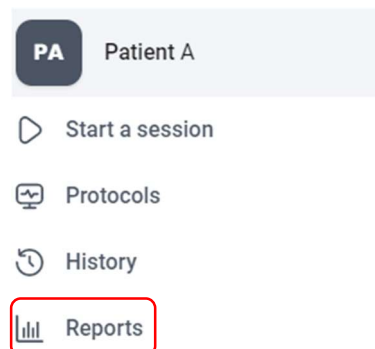 PA Patient A
Start a session
Protocols
History
Reports